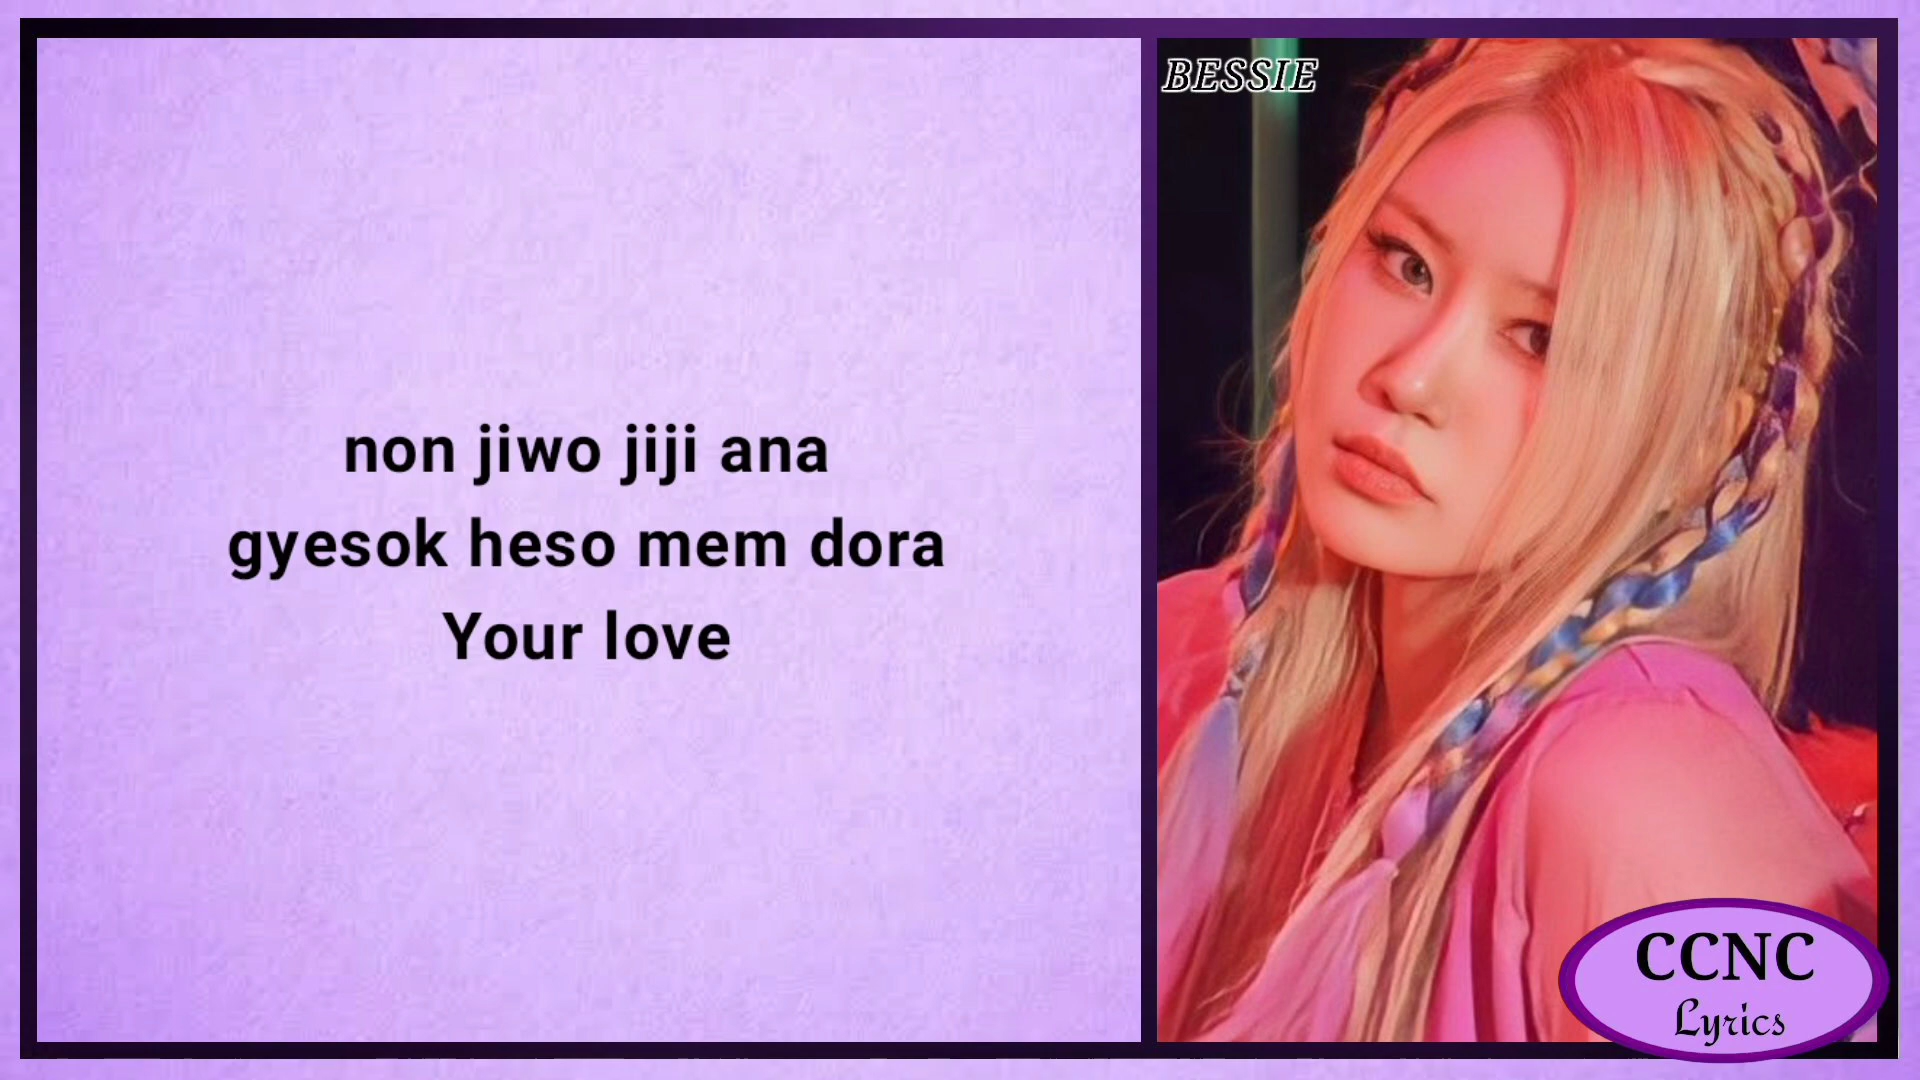 non jiwo jiji ana
gyesok heso mem dora
Your love
BESSIE
CCNC
Lyrics